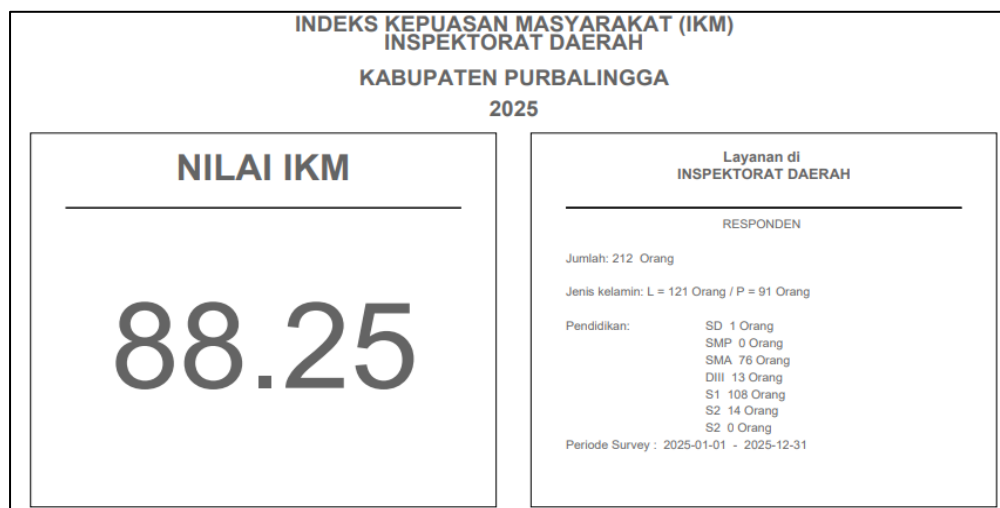 INDEKS KEPUASAN MASYARAKAT (IKM)
INSPEKTORAT DAERAH
KABUPATEN PURBALINGGA
2025
NILAI IKM
88.25
Layanan di
INSPEKTORAT DAERAH
RESPONDEN
Jumlah: 212 Orang
Jenis kelamin: L = 121 Orang / P = 91 Orang
Pendidikan: SD 1 Orang
SMP 0 Orang
SMA 76 Orang
DIII 13 Orang
S1 108 Orang
S2 14 Orang
S2 0 Orang
Periode Survey : 2025-01-01 - 2025-12-31